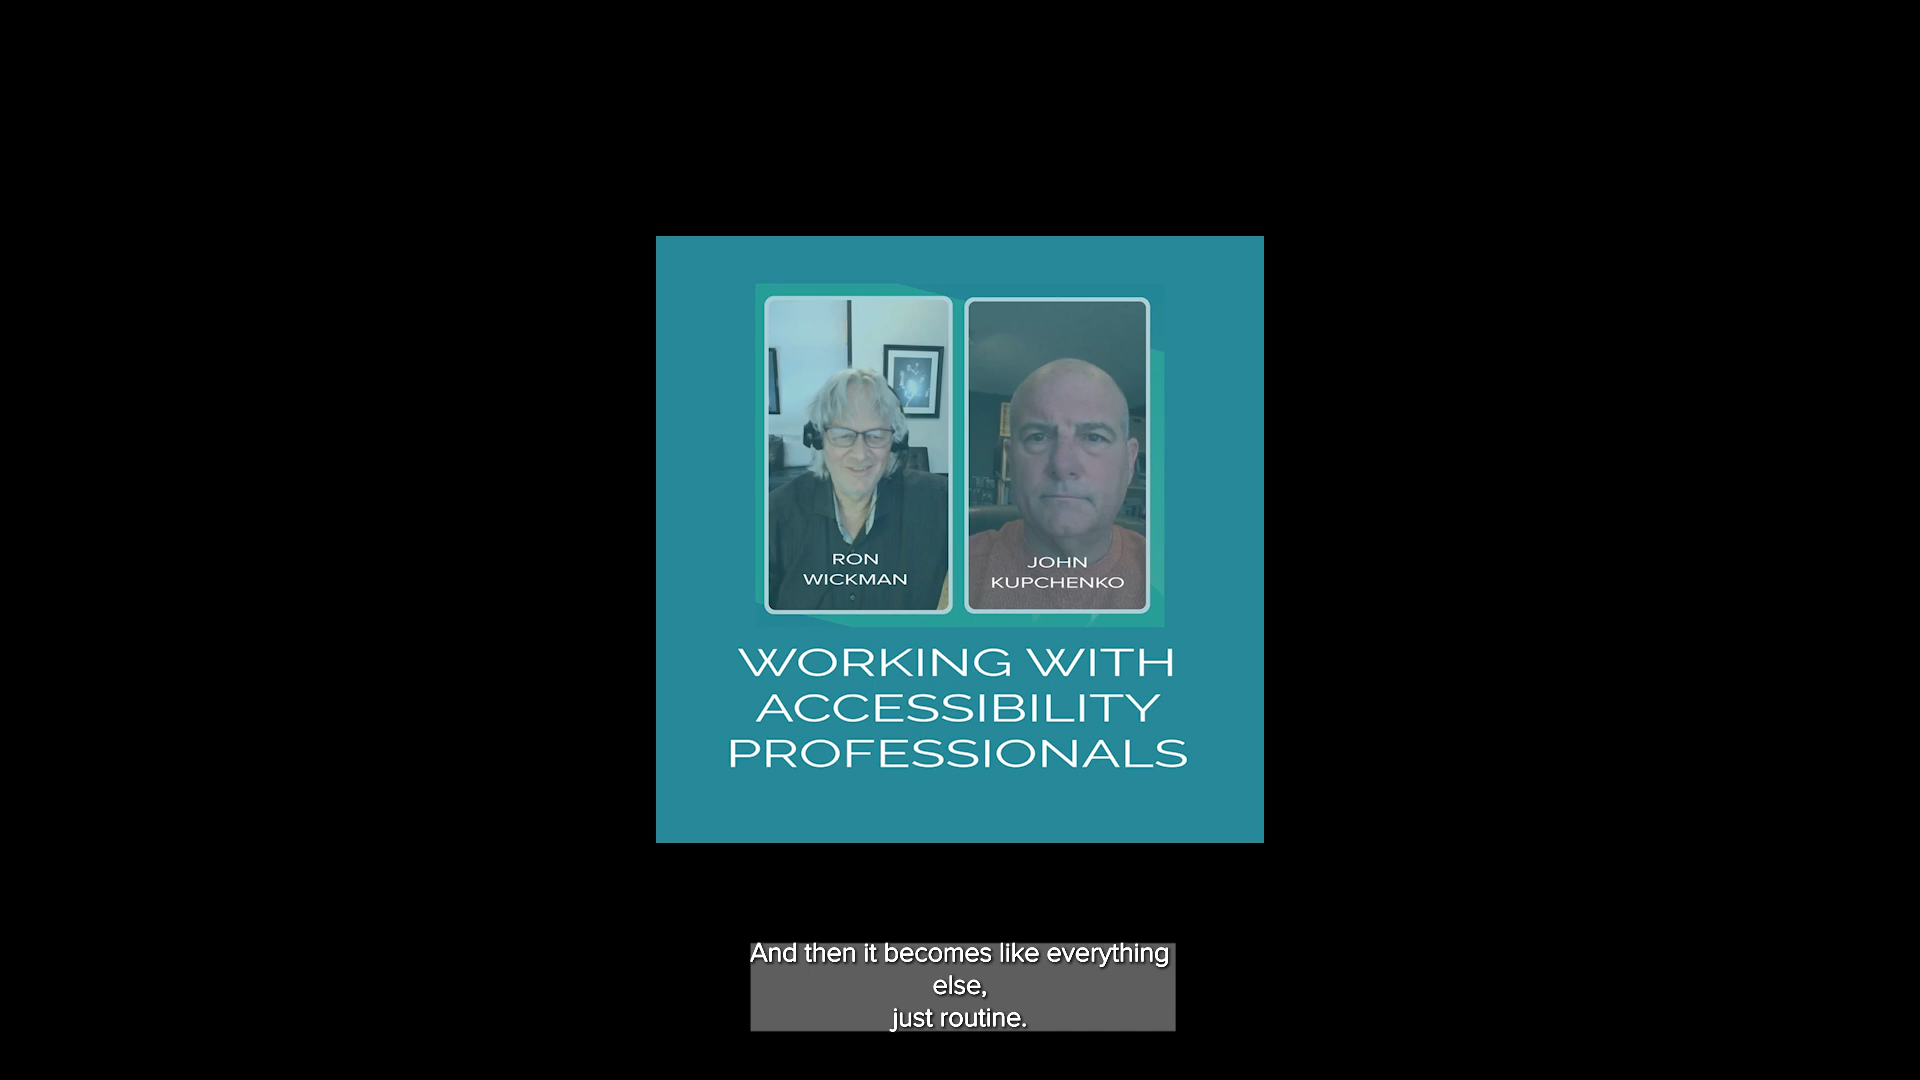 RON
WICKMAN
JOHN
KUPCHENKO
WORKING WITH
ACCESSIBILITY
PROFESSIONALS
And then it becomes like everything
else,
just routine.